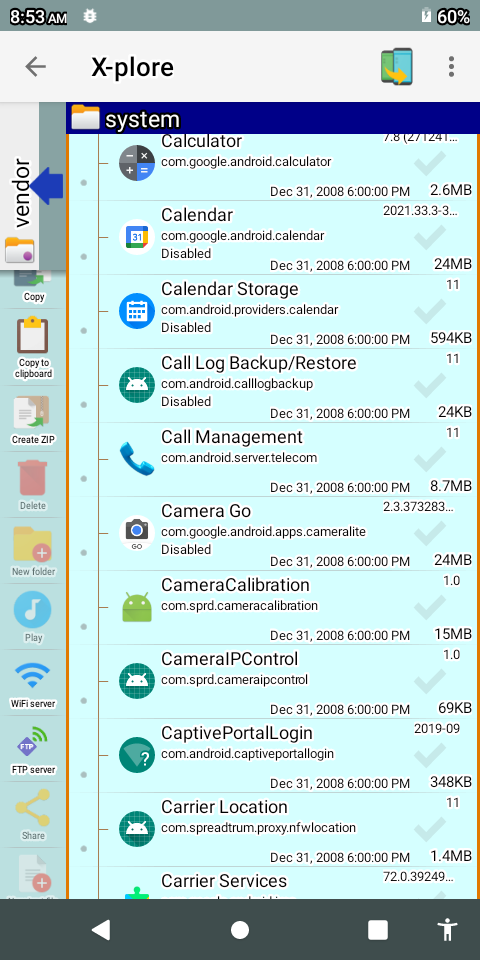 8:53 AM
60%
X-plore
system
vendor
Copy
Copy to
clipboard
Create ZIP
Delete
New folder
Play
WiFi server
FTP
FTP server
Share
Calculator
7.8 (271241...
com.google.android.calculator
Dec 31, 2008 6:00:00 PM
2.6MB
Calendar
2021.33.3-3...
31
com.google.android.calendar
Disabled
Dec 31, 2008 6:00:00 PM
24MB
Calendar Storage
11
com.android.providers.calendar
Disabled
Dec 31, 2008 6:00:00 PM
594KB
Call Log Backup/Restore
11
com.android.calllogbackup
Disabled
Dec 31, 2008 6:00:00 PM
24KB
Call Management
11
com.android.server.telecom
Dec 31, 2008 6:00:00 PM
8.7MB
Camera Go
2.3.373283...
GO
com.google.android.apps.cameralite
Disabled
Dec 31, 2008 6:00:00 PM
24MB
CameraCalibration
1.0
com.sprd.cameracalibration
Dec 31, 2008 6:00:00 PM
15MB
CameraIPControl
1.0
com.sprd.cameraipcontrol
Dec 31, 2008 6:00:00 PM
69KB
CaptivePortalLogin
2019-09
com.android.captiveportallogin
Dec 31, 2008 6:00:00 PM
348KB
Carrier Location
11
com.spreadtrum.proxy.nfwlocation
Dec 31, 2008 6:00:00 PM
1.4MB
Carrier Services
72.0.39249...